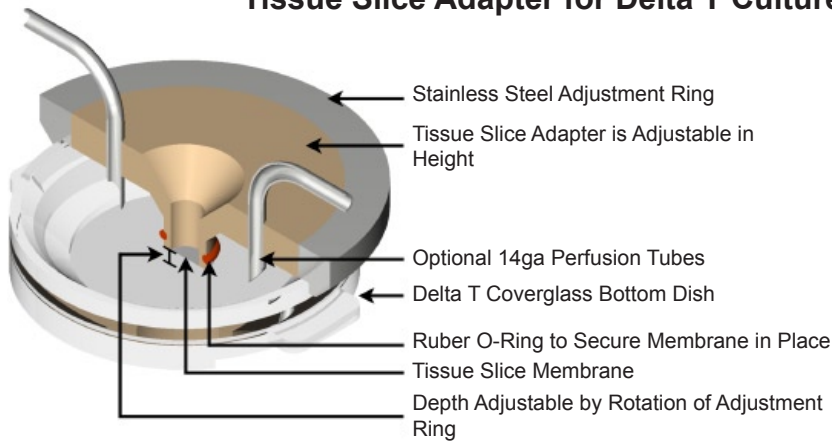 Tissue Slice Adapter for Delta T Culture
Stainless Steel Adjustment Ring
Tissue Slice Adapter is Adjustable in
Height
Optional 14ga Perfusion Tubes
Delta T Coverglass Bottom Dish
Ruber O-Ring to Secure Membrane in Place
Tissue Slice Membrane
Depth Adjustable by Rotation of Adjustment
Ring